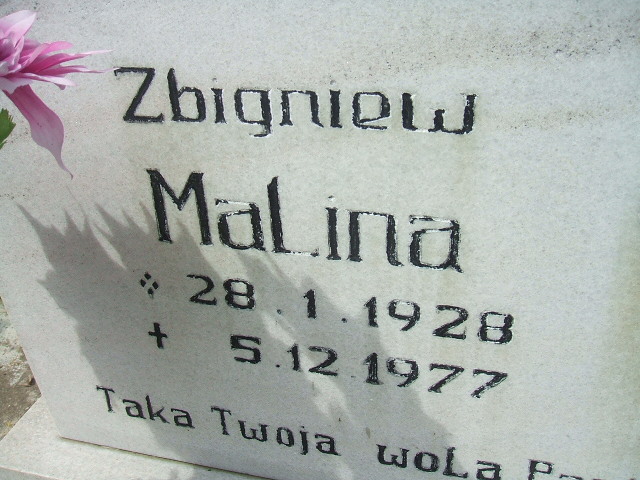 Zbigniew
MaLina
28.1.1928
+ 5.12.1977
Taka Twoja woLa